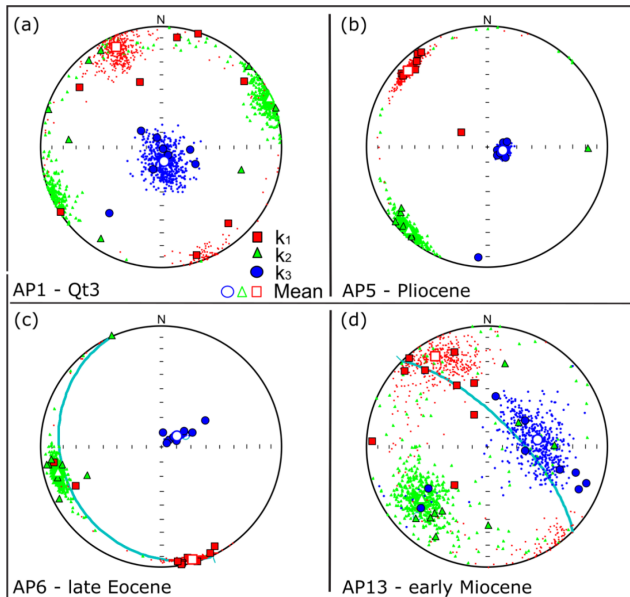 (a)
N
k1
k2
k3
Mean
AP1 - Qt3
(b)
N
AP5 - Pliocene
(c)
N
AP6 - late Eocene
(d)
N
AP13 - early Miocene